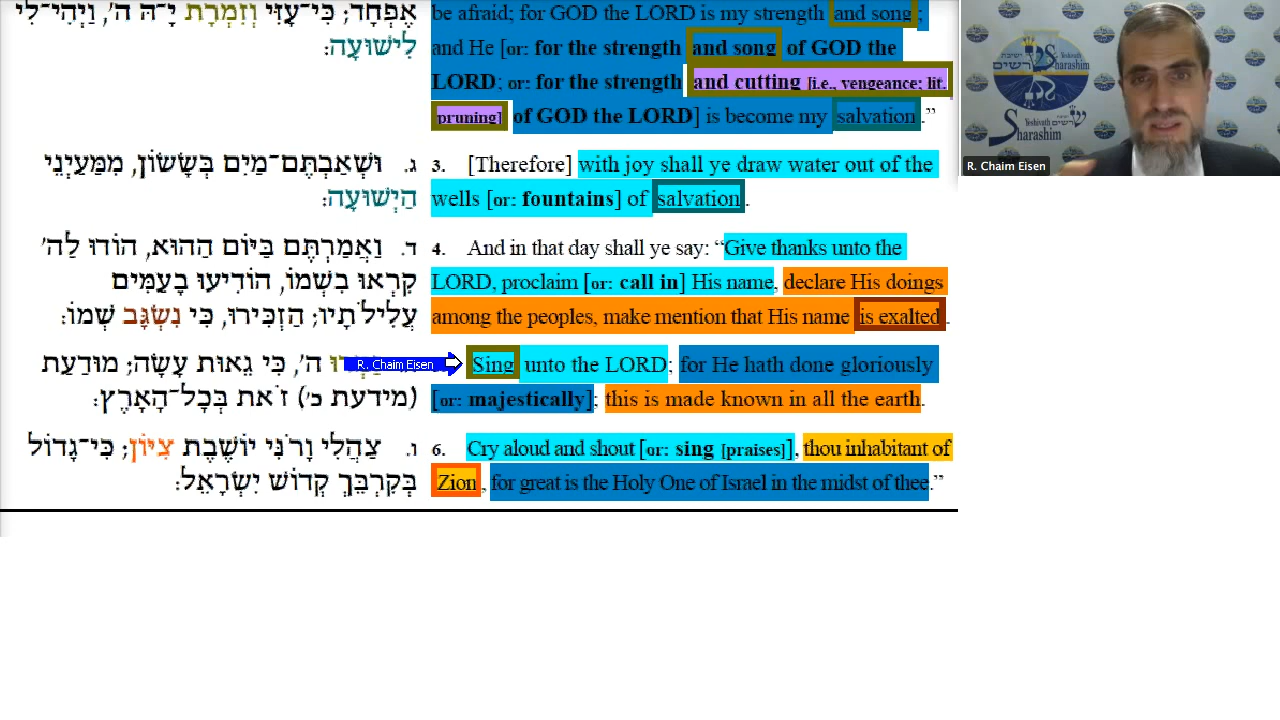 אֶפְחָד; כִּי־עָזִּי וְזִמְרָת יָ־הּ ה', וַיְהִי־לִי
לִישׁוּעָה:
ג. וּשְׁאַבְתֶּם־מַיִם בְּשָׂשׂוֹן, מִמַּעַיְנֵי
הַיְשׁוּעָה:
ד. וַאֲמַרְתֶּם בַּיּוֹם הַהוּא, הוֹדוּ לַה'
קִרְאוּ בִשְׁמוֹ, הוֹדִיעוּ בָעַמִּים
עֲלִילֹתָיו; הַזְכִּירוּ, כִּי נִשְׂגָּב שְׁמוֹ:
ה', כִּי גֵאוּת עָשָׂה; מוּדַעַת
(מידעת כ') זֹאת בְּכָל־הָאָרֶץ:
ו. צַהֲלִי וָרֹנִּי יוֹשֶׁבֶת צִיּוֹן; כִּי־גָדוֹל
בְּקִרְבֵּךְ קְדוֹשׁ יִשְׂרָאֵל:
be afraid; for GOD the LORD is my strength and song;
and He [or: for the strength and song of GOD the
LORD; or: for the strength and cutting [i.e., vengeance; lit.
pruning] of GOD the LORD] is become my salvation.”
3. [Therefore] with joy shall ye draw water out of the
wells [or: fountains] of salvation.
4. And in that day shall ye say: “Give thanks unto the
LORD, proclaim [or: call in] His name, declare His doings
among the peoples, make mention that His name is exalted.
R. Chaim Eisen
Sing unto the LORD; for He hath done gloriously
[or: majestically]; this is made known in all the earth.
6. Cry aloud and shout [or: sing [praises]], thou inhabitant of
Zion, for great is the Holy One of Israel in the midst of thee.”
Yeshivath
Sharashim
R. Chaim Eisen